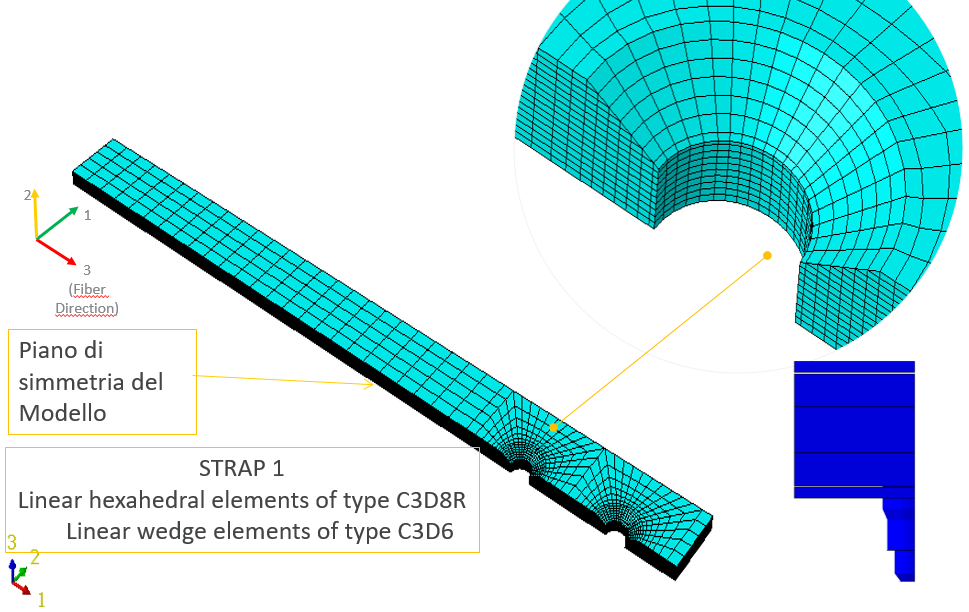 2
1
3
(Fiber
Direction)
Piano di
simmetria del
Modello
STRAP 1
Linear hexahedral elements of type C3D8R
Linear wedge elements of type C3D6
3
2
1